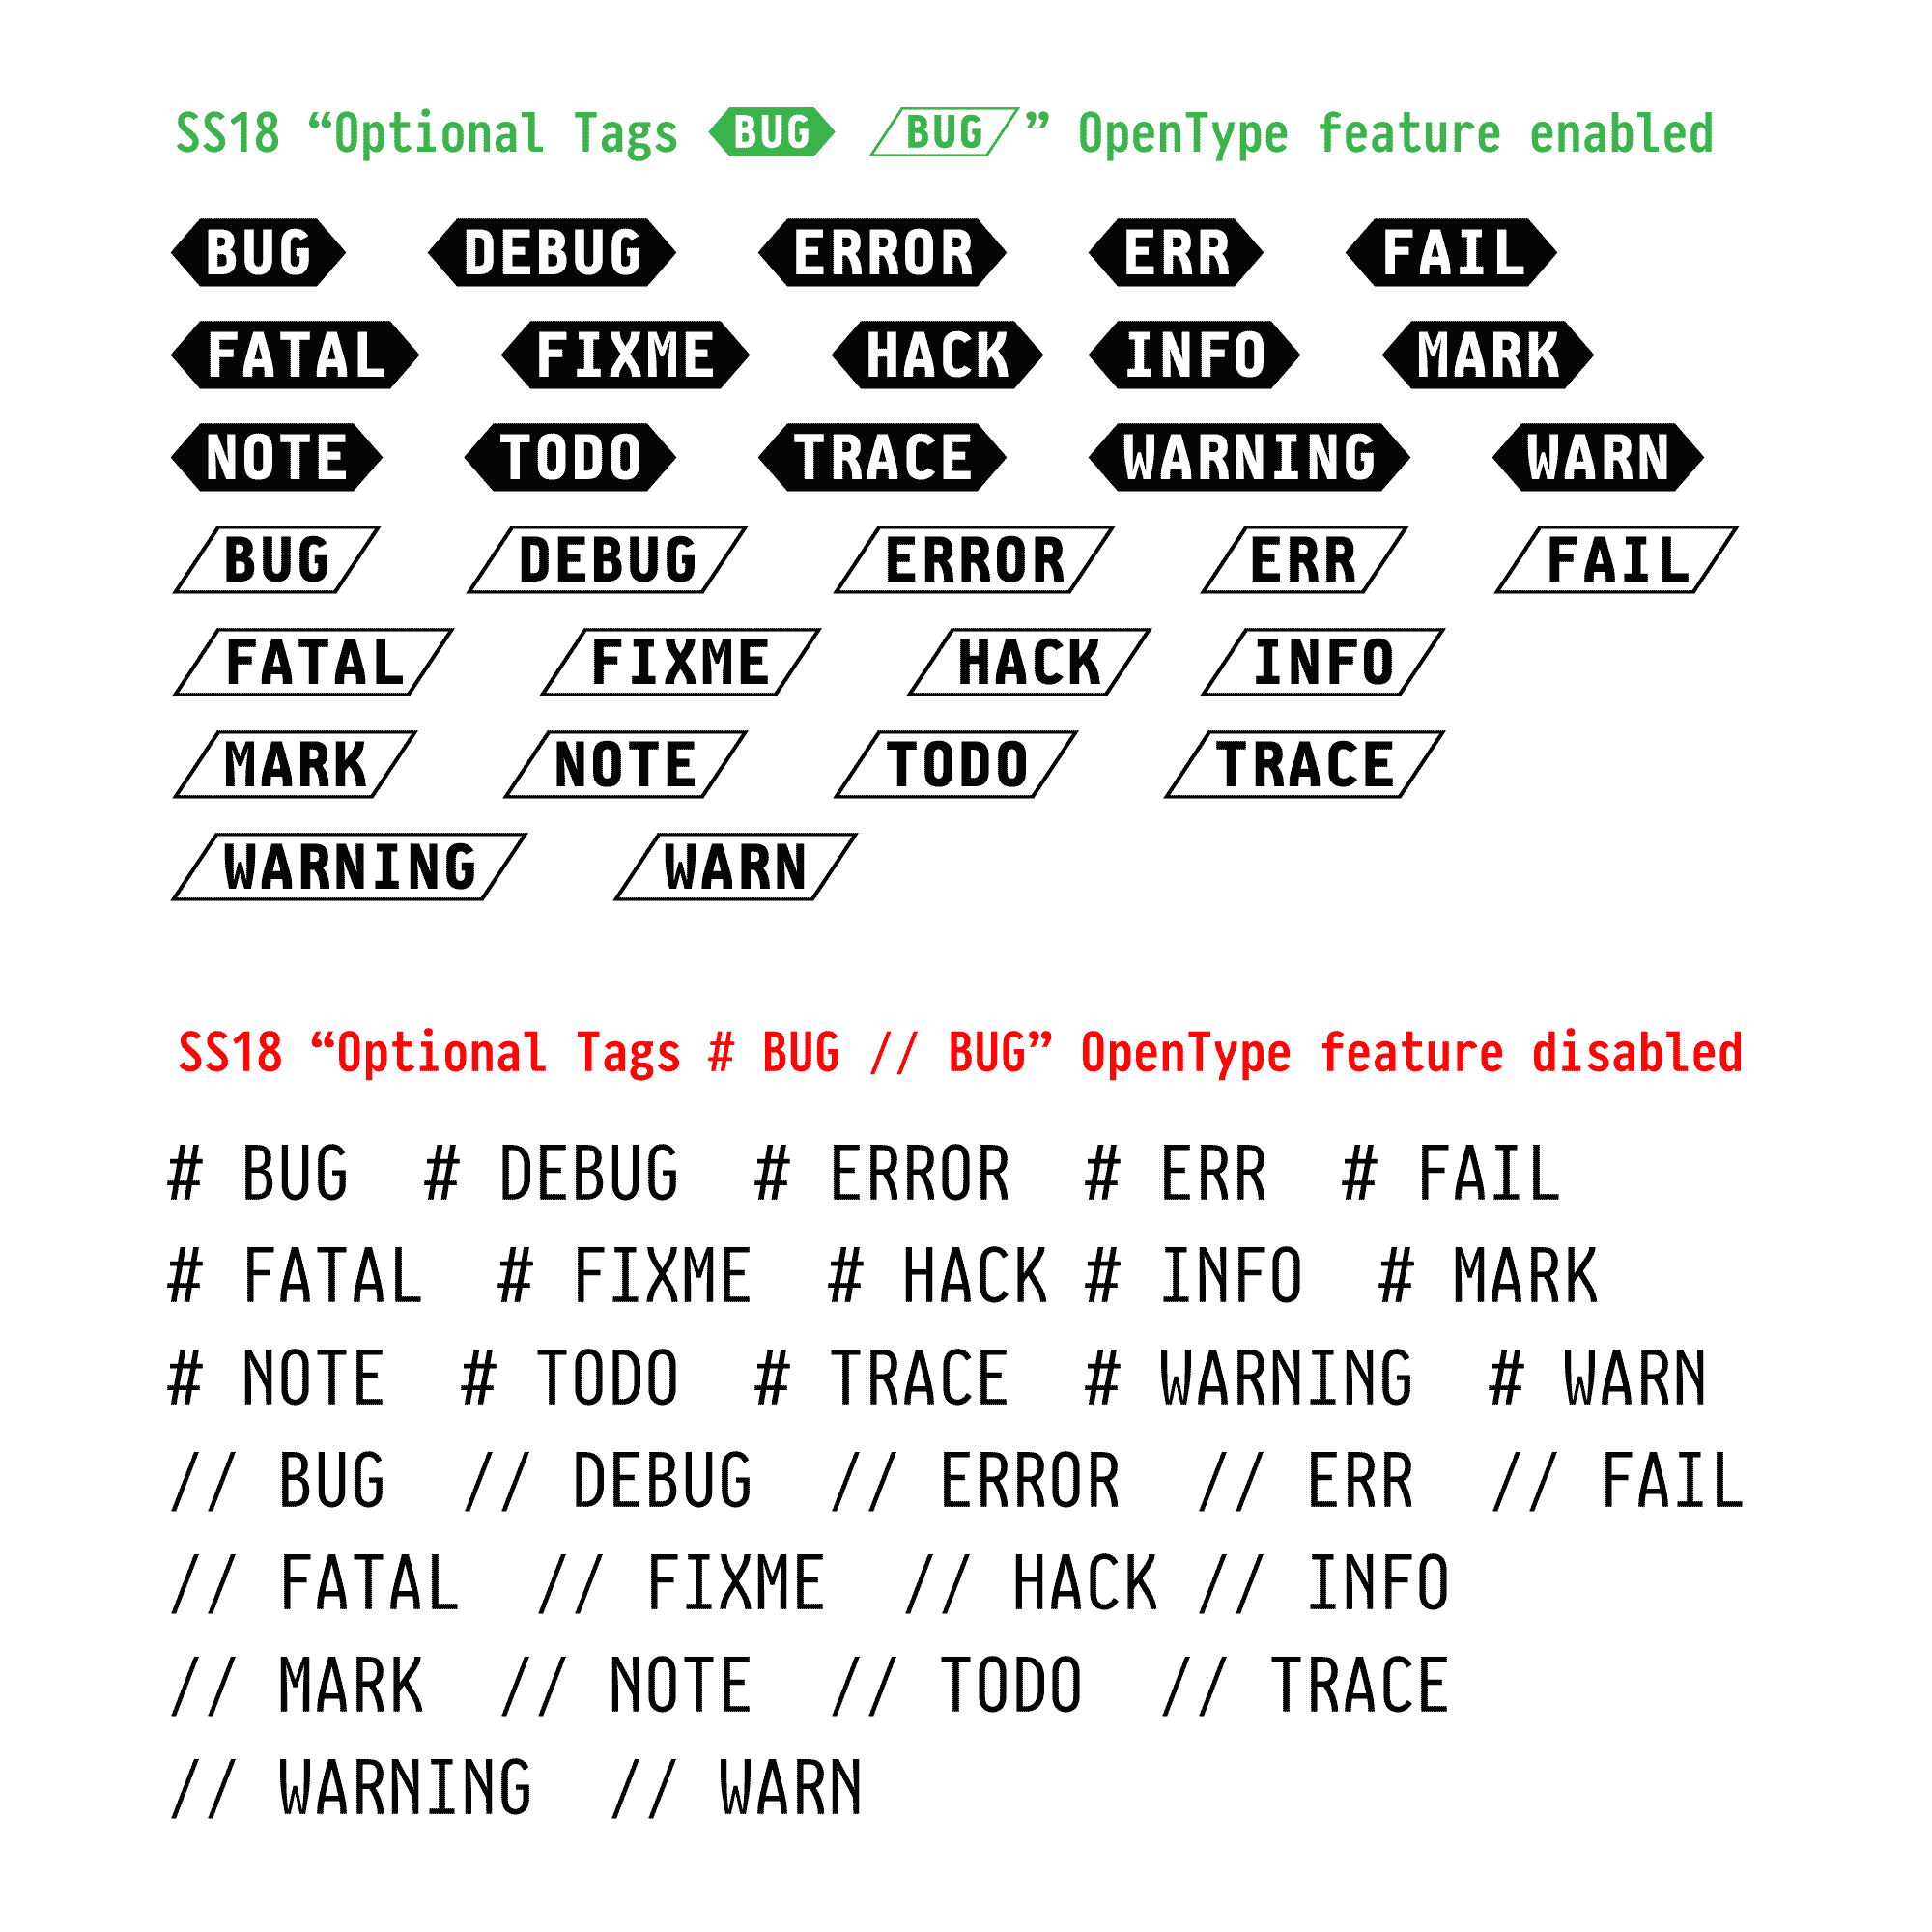 SS18 “Optional Tags BUG BUG” OpenType feature enabled
BUG DEBUG ERROR ERR FAIL
FATAL FIXME HACK INFO MARK
NOTE TODO TRACE WARNING WARN
BUG DEBUG ERROR ERR FAIL
FATAL FIXME HACK INFO
MARK NOTE TODO TRACE
WARNING WARN
SS18 “Optional Tags # BUG // BUG” OpenType feature disabled
# BUG # DEBUG # ERROR # ERR # FAIL
# FATAL # FIXME # HACK # INFO # MARK
# NOTE # TODO # TRACE # WARNING # WARN
// BUG // DEBUG // ERROR // ERR // FAIL
// FATAL // FIXME // HACK // INFO
// MARK // NOTE // TODO // TRACE
// WARNING // WARN